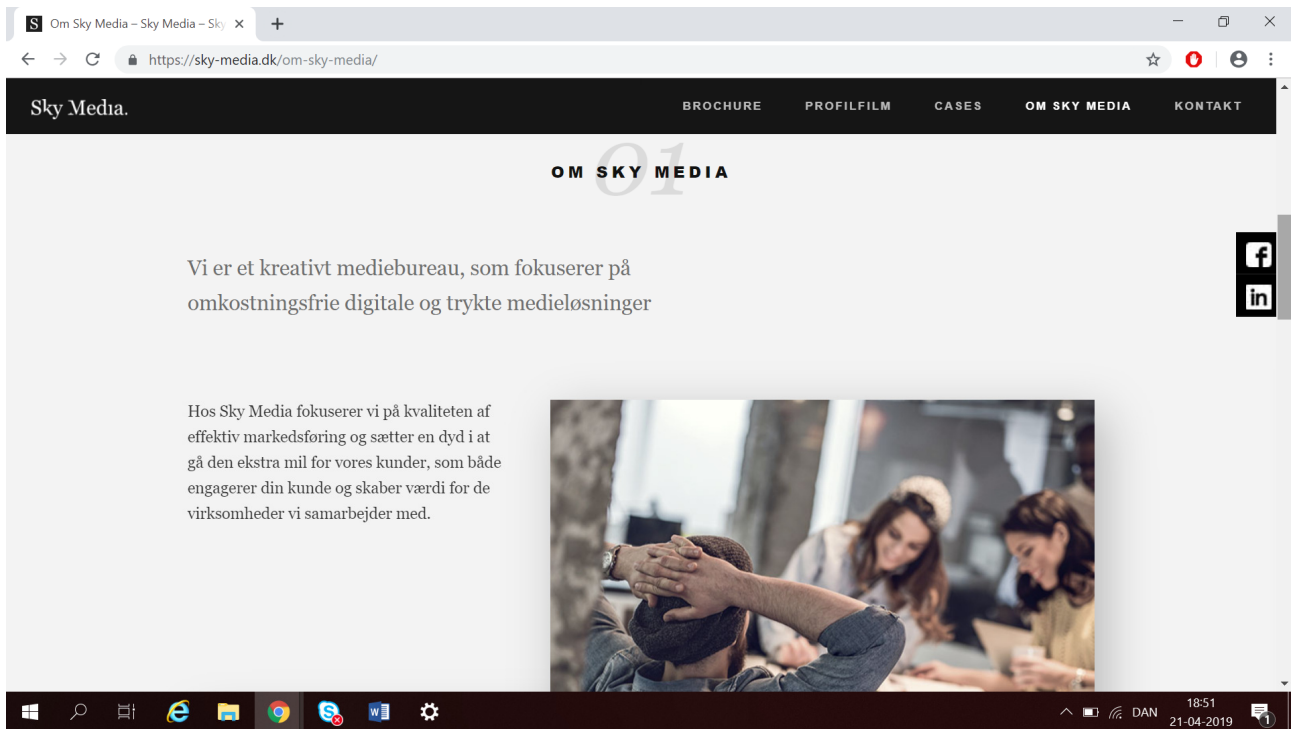 S Om Sky Media – Sky Media – Sky
https://sky-media.dk/om-sky-media/
Sky Media.
BROCHURE PROFILFILM CASES OM SKY MEDIA KONTAKT
01
OM SKY MEDIA
Vi er et kreativt mediebureau, som fokuserer på
omkostningsfrie digitale og trykte medieløsninger
f
in
Hos Sky Media fokuserer vi på kvaliteten af
effektiv markedsføring og sætter en dyd i at
gå den ekstra mil for vores kunder, som både
engagerer din kunde og skaber værdi for de
virksomheder vi samarbejder med.
DAN
18:51
21-04-2019
1